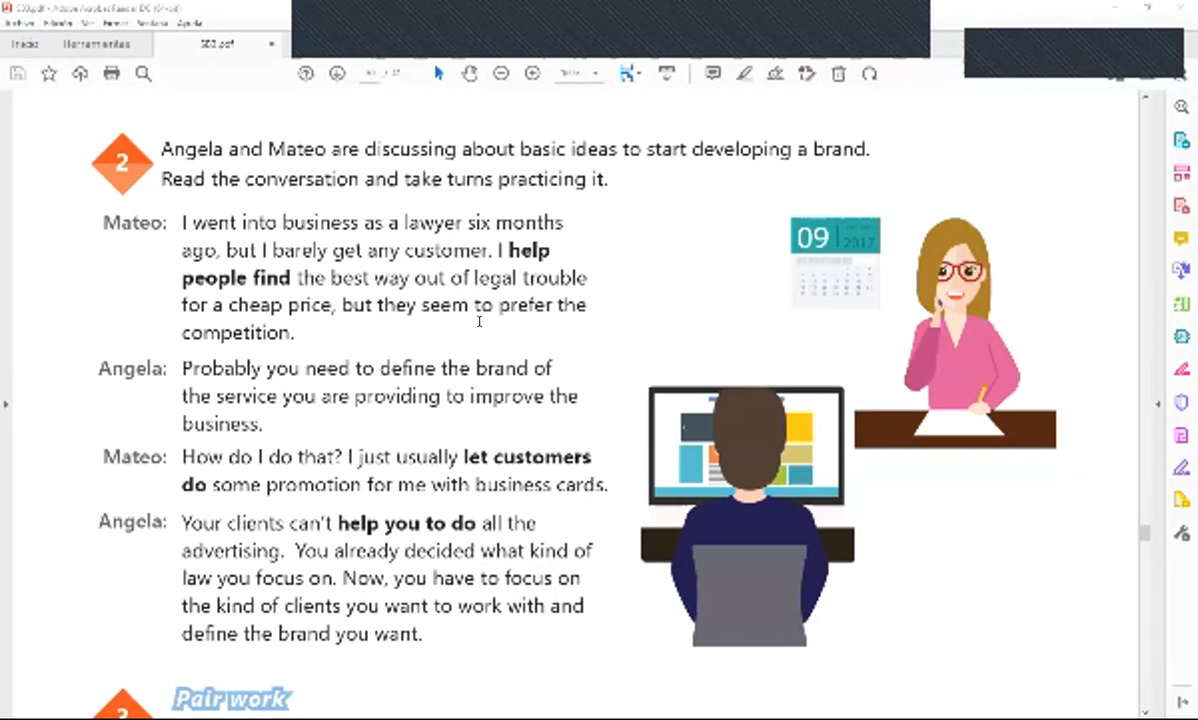 Inicio Herramientas 503.pdf
2
Angela and Mateo are discussing about basic ideas to start developing a brand.
Read the conversation and take turns practicing it.
Mateo: I went into business as a lawyer six months
ago, but I barely get any customer. I help
people find the best way out of legal trouble
for a cheap price, but they seem to prefer the
competition.
Angela: Probably you need to define the brand of
the service you are providing to improve the
business.
Mateo: How do I do that? I just usually let customers
do some promotion for me with business cards.
Angela: Your clients can't help you to do all the
advertising. You already decided what kind of
law you focus on. Now, you have to focus on
the kind of clients you want to work with and
define the brand you want.
09 2017
3
Pair work